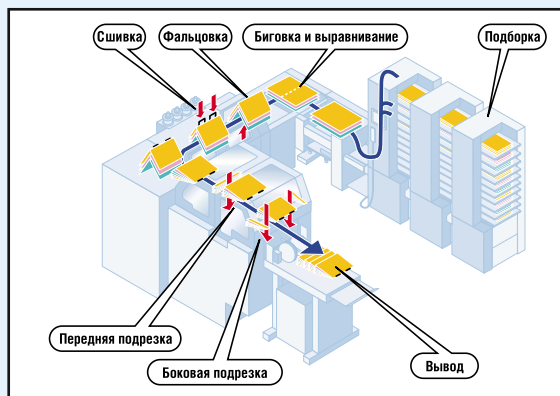 Сшивка
Фальцовка
Биговка и выравнивание
Подборка
Передняя подрезка
Боковая подрезка
Вывод